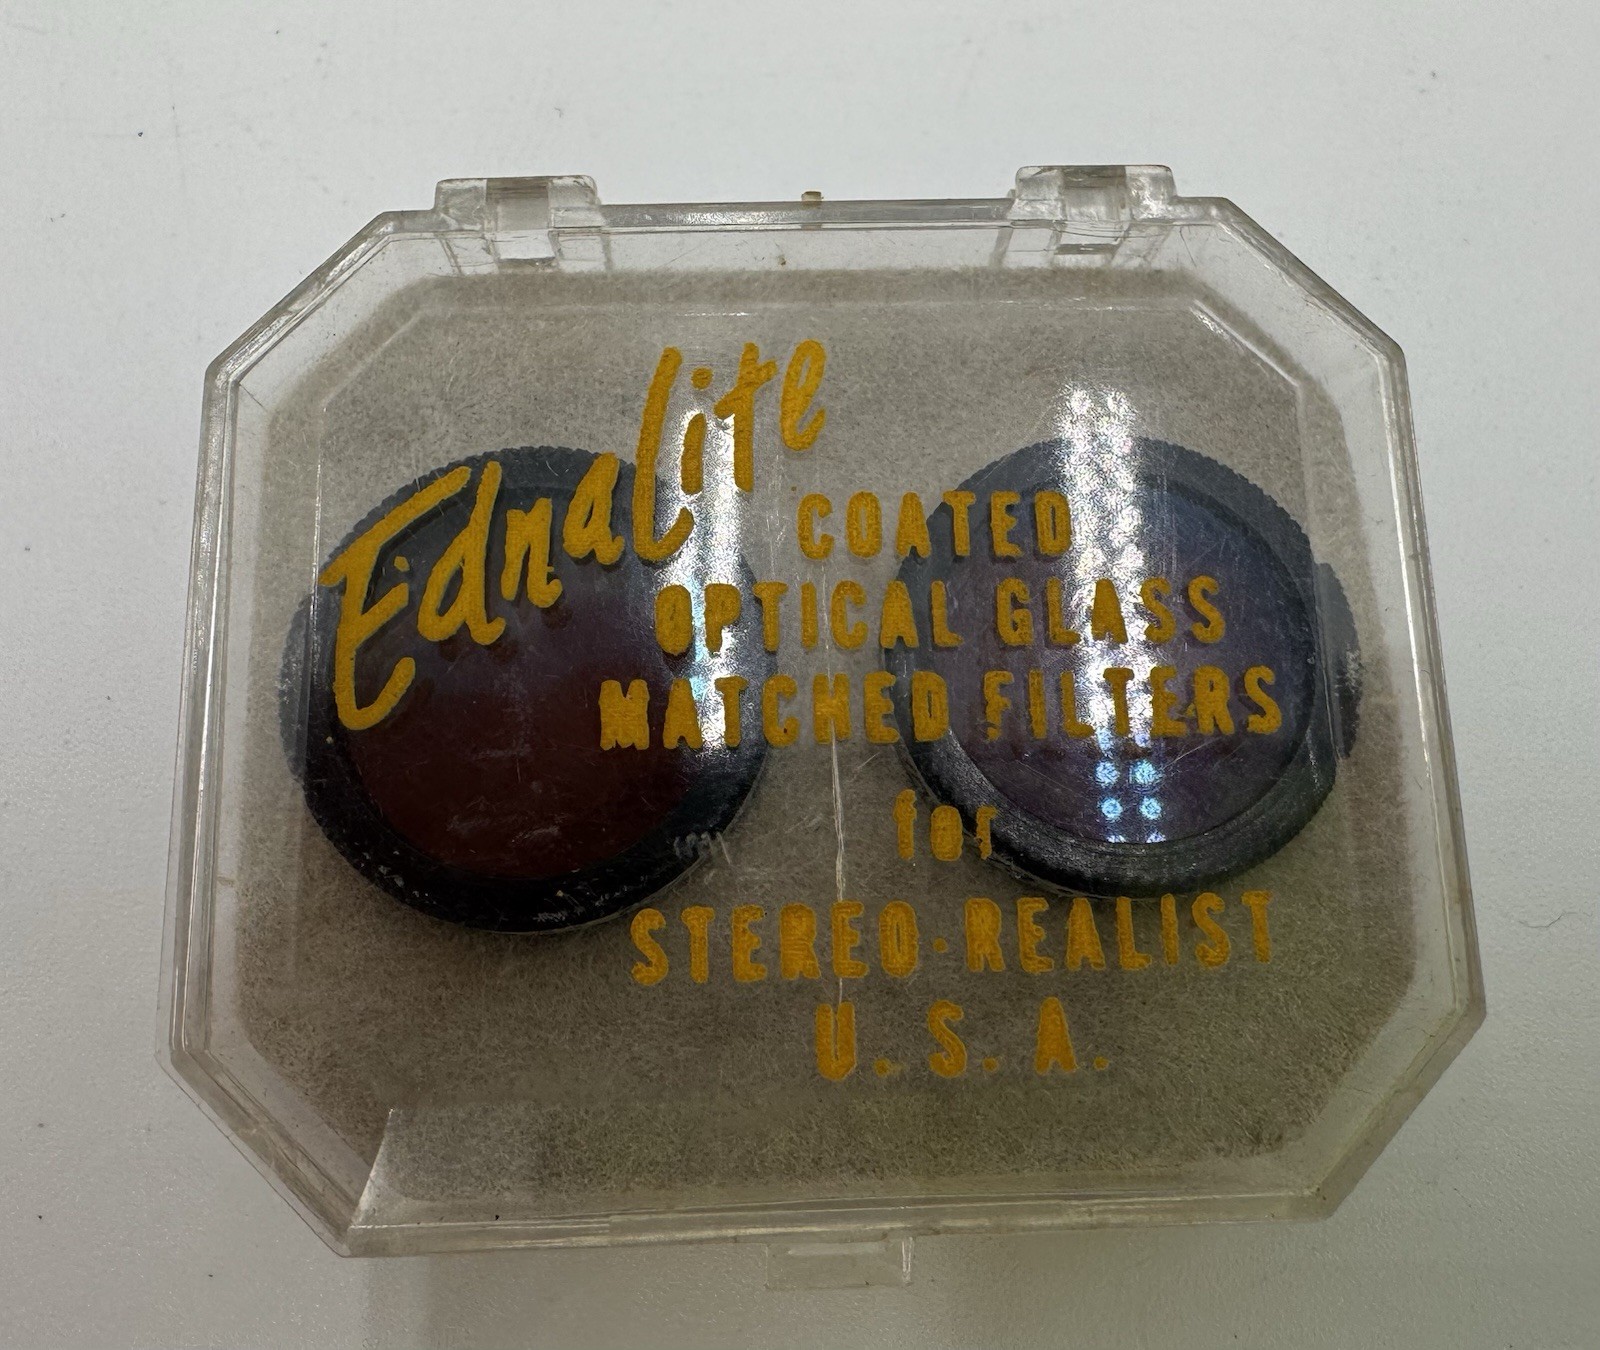 EdnaLite
COATED
OPTICAL GLASS
MATCHED FILTERS
for
STEREO-REALIST
U.S.A.